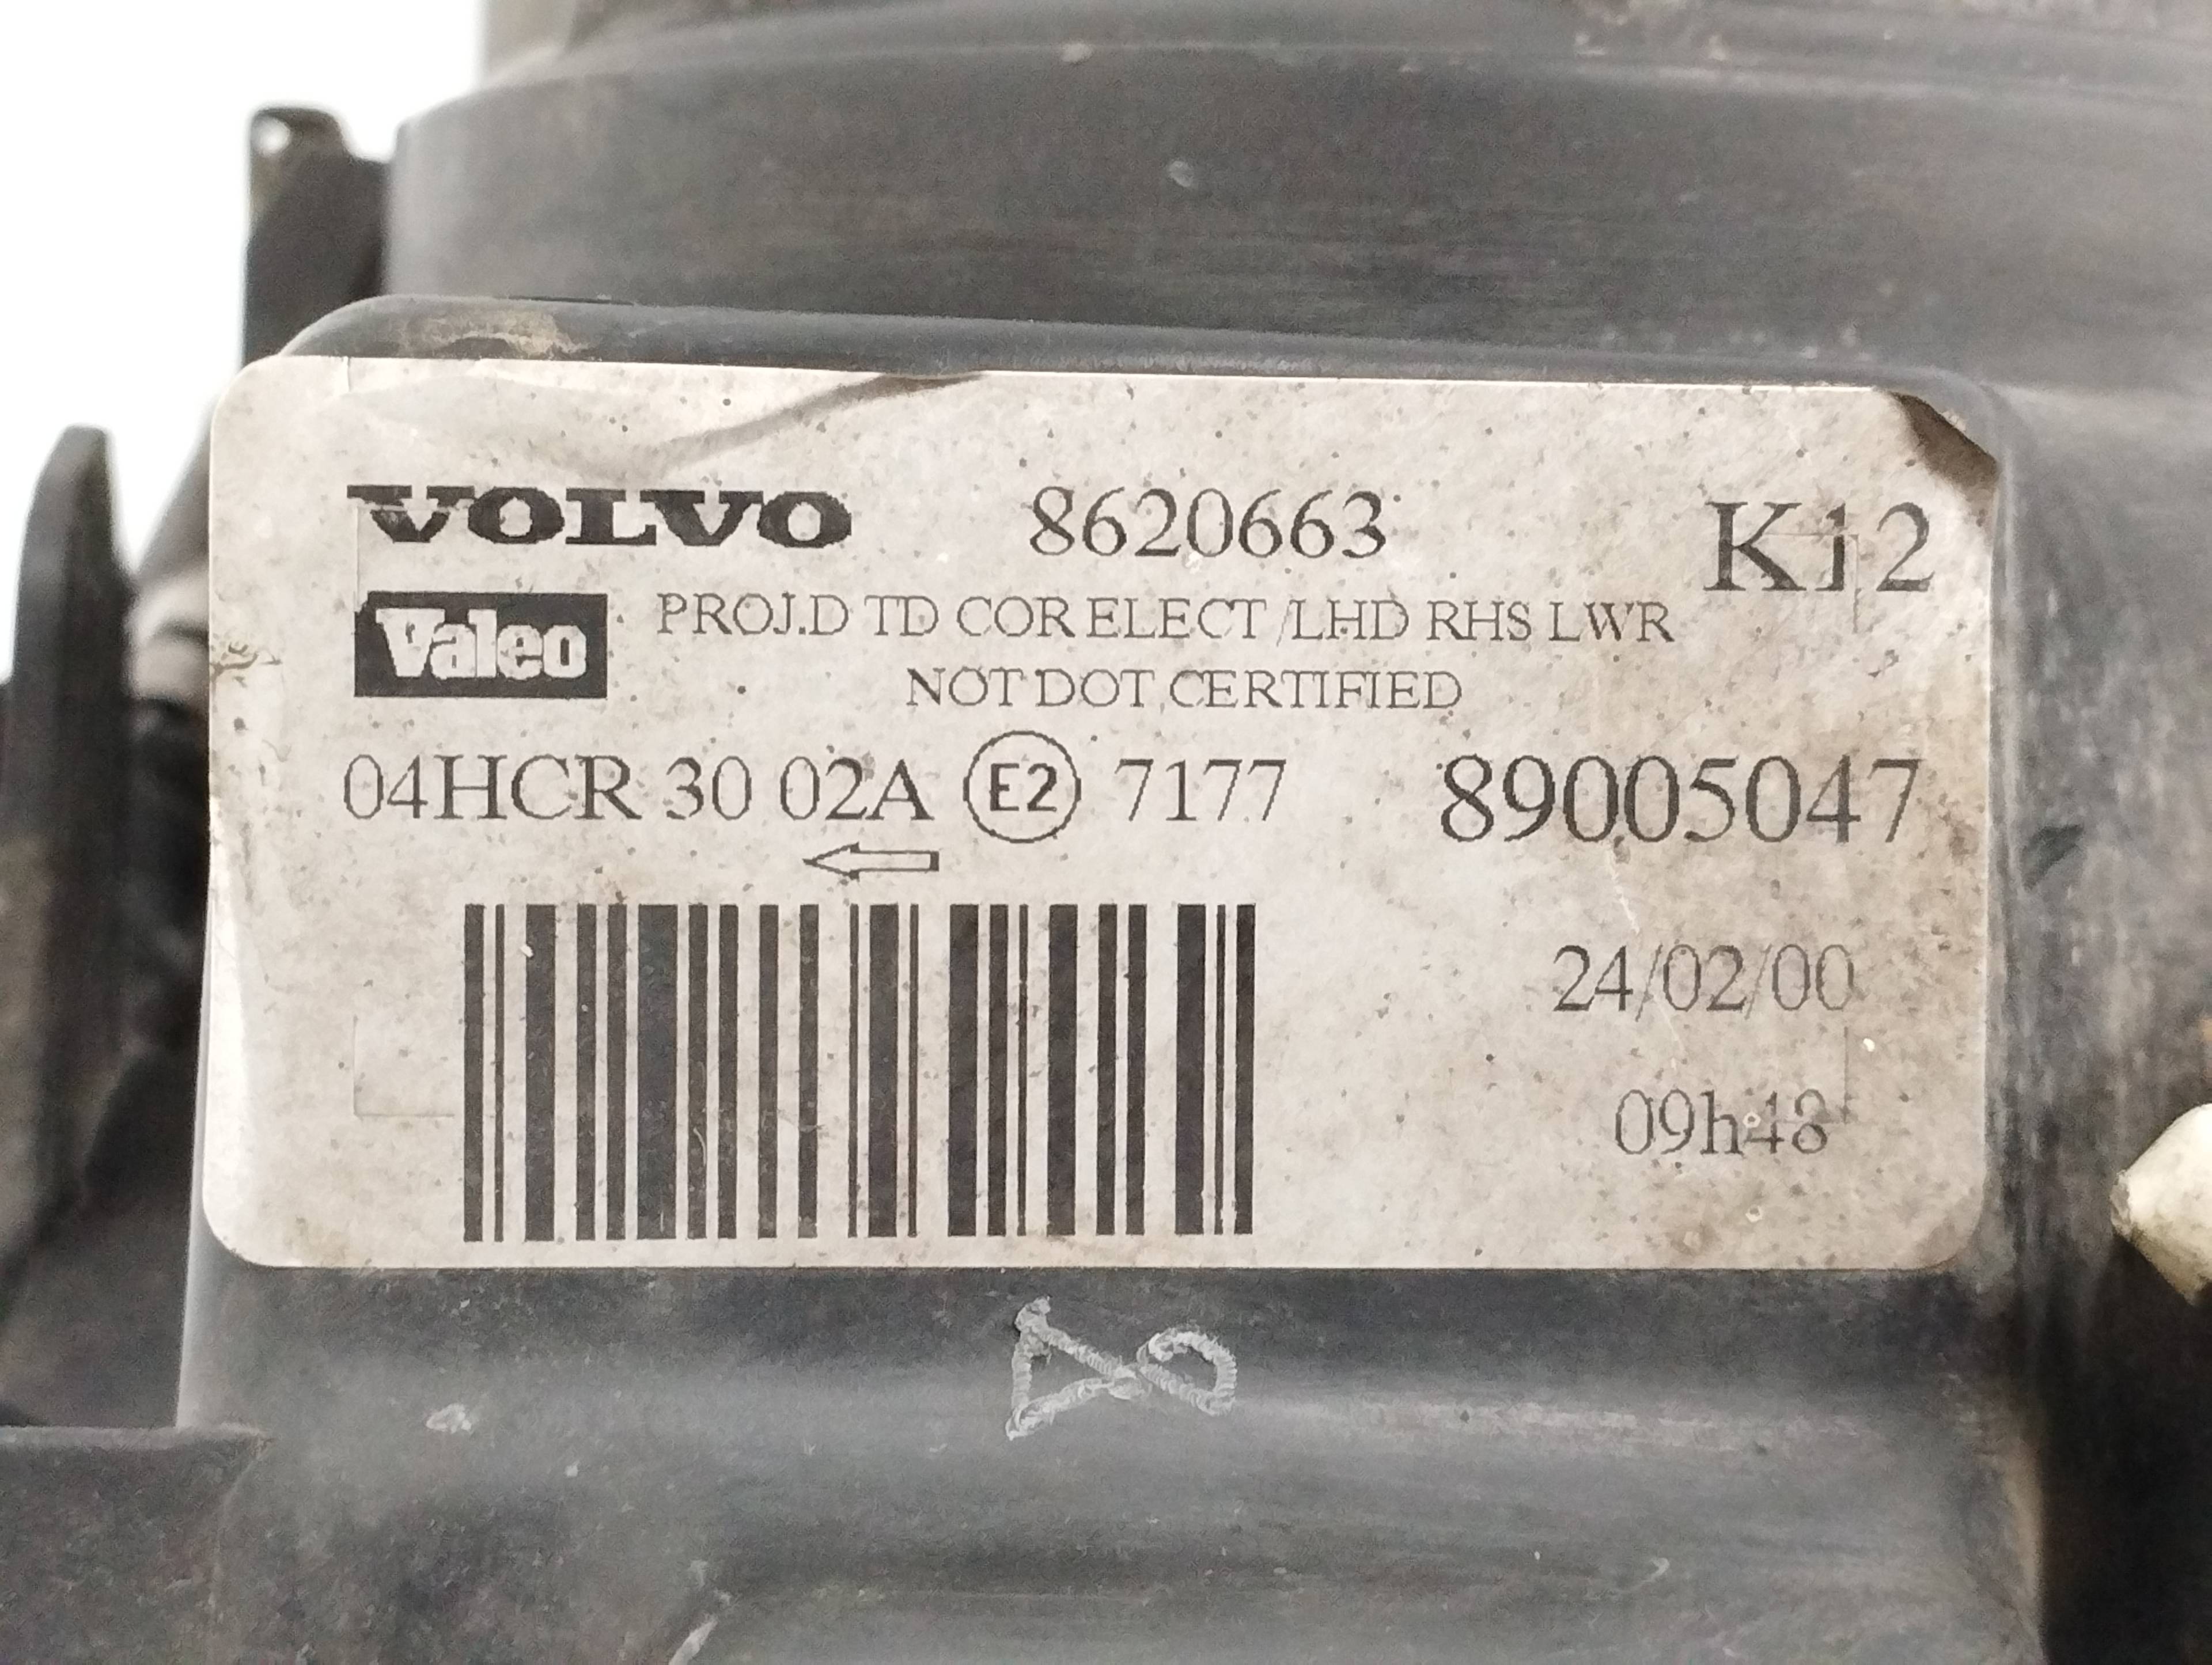 VOLVO 8620663 K12
Valeo PROJ.D TD COR ELECT /LHD RHS LWR
NOT DOT CERTIFIED
04HCR 30 02A E2 7177 89005047
24/02/00
09h48